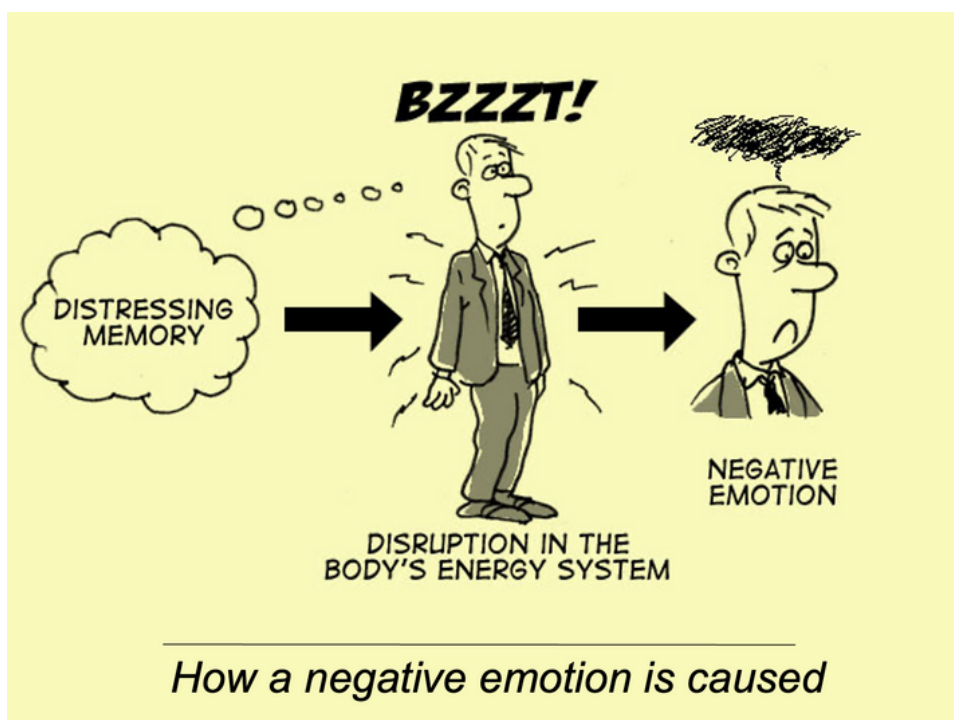 BZZZT!
DISTRESSING
MEMORY
DISRUPTION IN THE
BODY'S ENERGY SYSTEM
NEGATIVE
EMOTION
How a negative emotion is caused